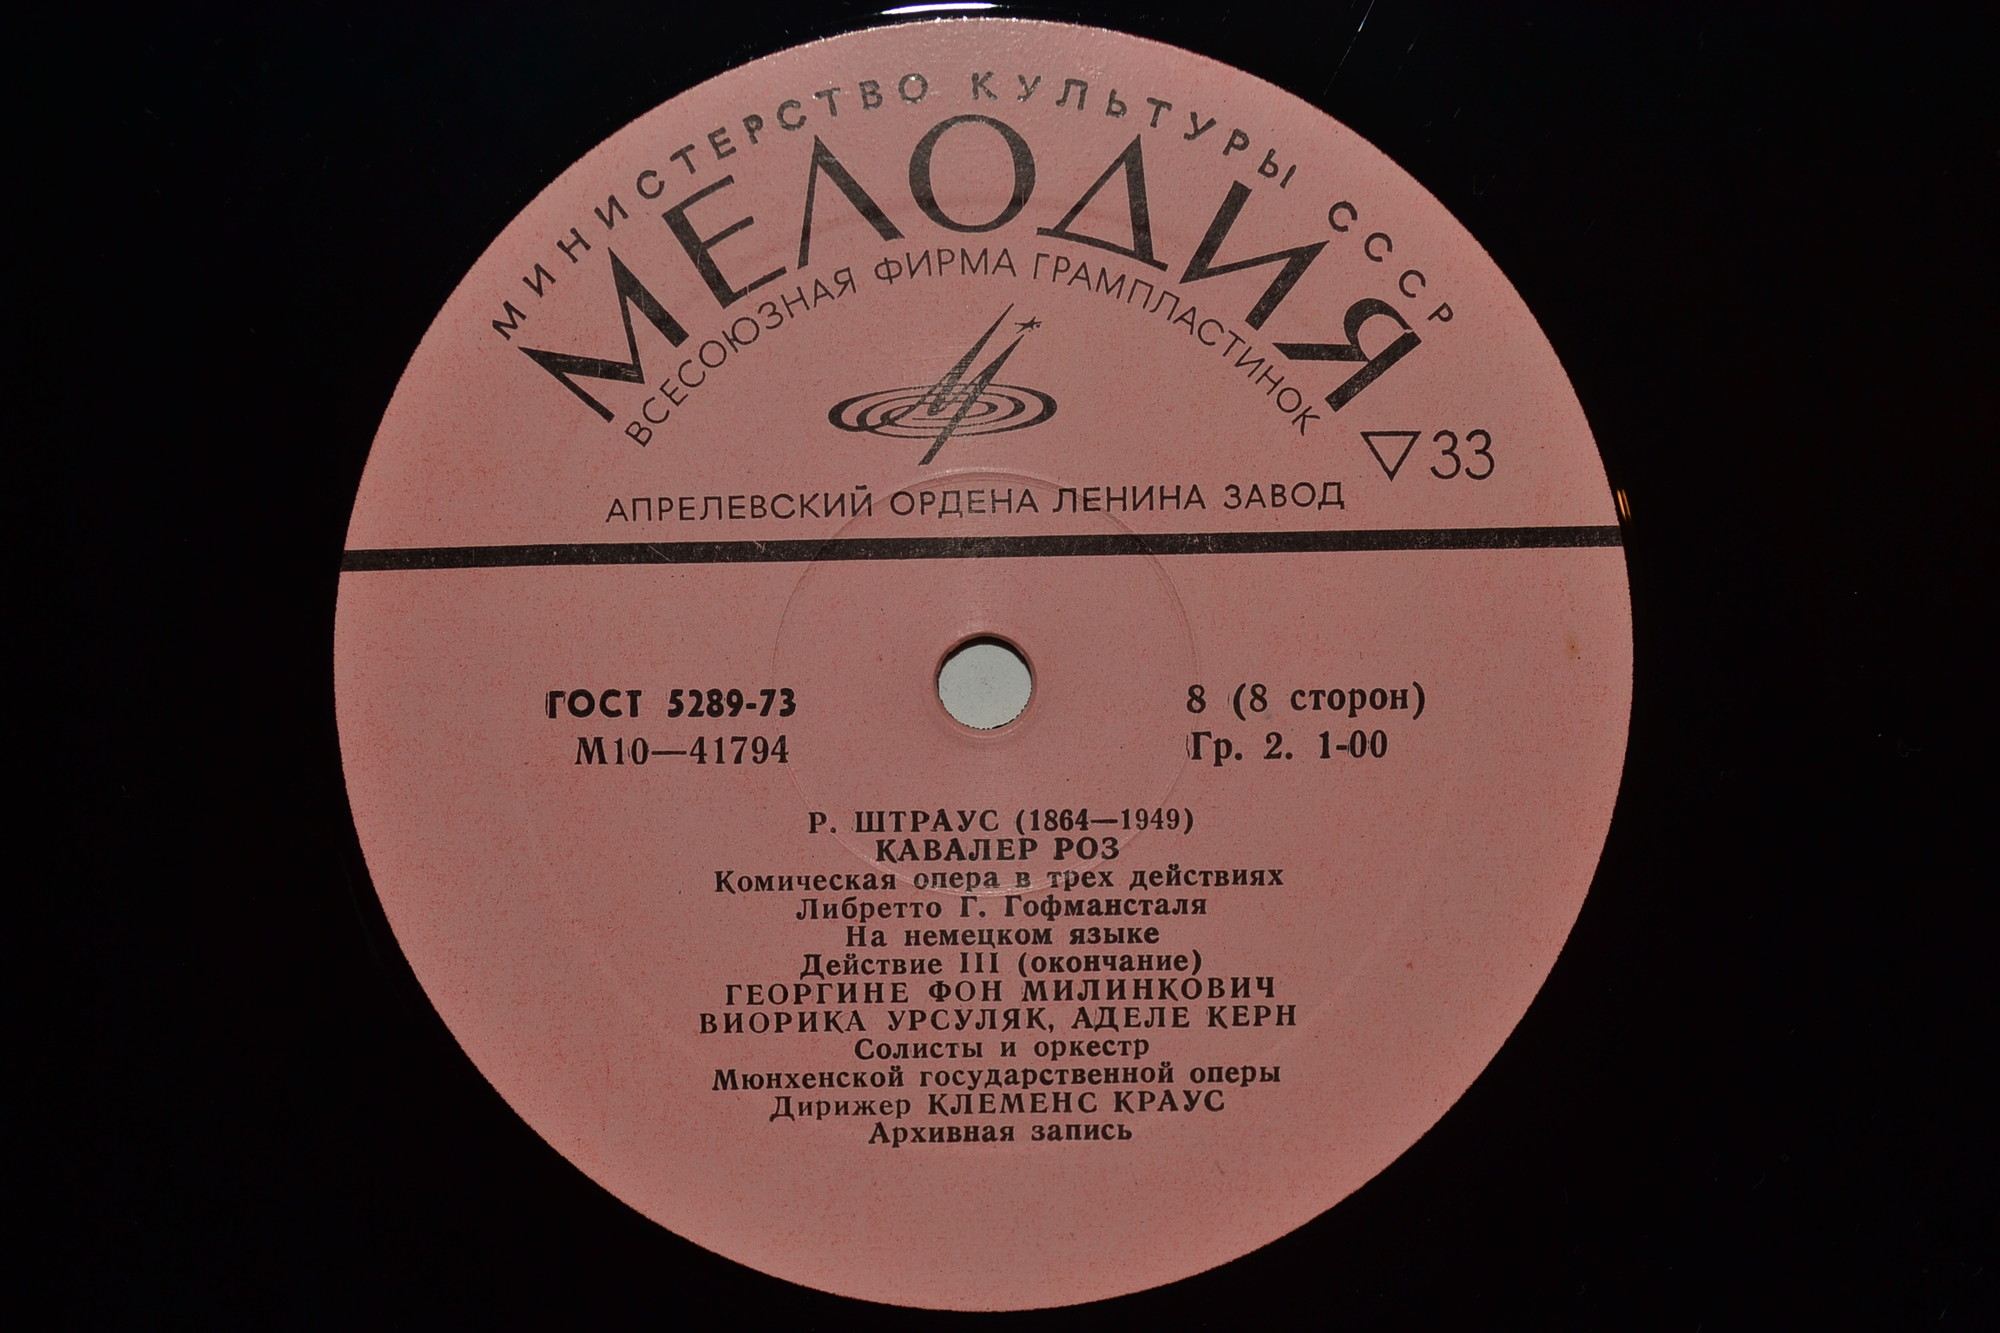 МИНИСТЕРСТВО КУЛЬТУРЫ СССР
МЕЛОДИЯ
ВСЕСОЮЗНАЯ ФИРМА ГРАМПЛАСТИНОК
33
АПРЕЛЕВСКИЙ ОРДЕНА ЛЕНИНА ЗАВОД
ГОСТ 5289-73
М10—41794
8 (8 сторон)
Гр. 2. 1-00
Р. ШТРАУС (1864—1949)
КАВАЛЕР РОЗ
Комическая опера в трех действиях
Либретто Г. Гофмансталя
На немецком языке
Действие III (окончание)
ГЕОРГИНЕ ФОН МИЛИНКОВИЧ
ВИОРИКА УРСУЛЯК, АДЕЛЕ КЕРН
Солисты и оркестр
Мюнхенской государственной оперы
Дирижер КЛЕМЕНС КРАУС
Архивная запись